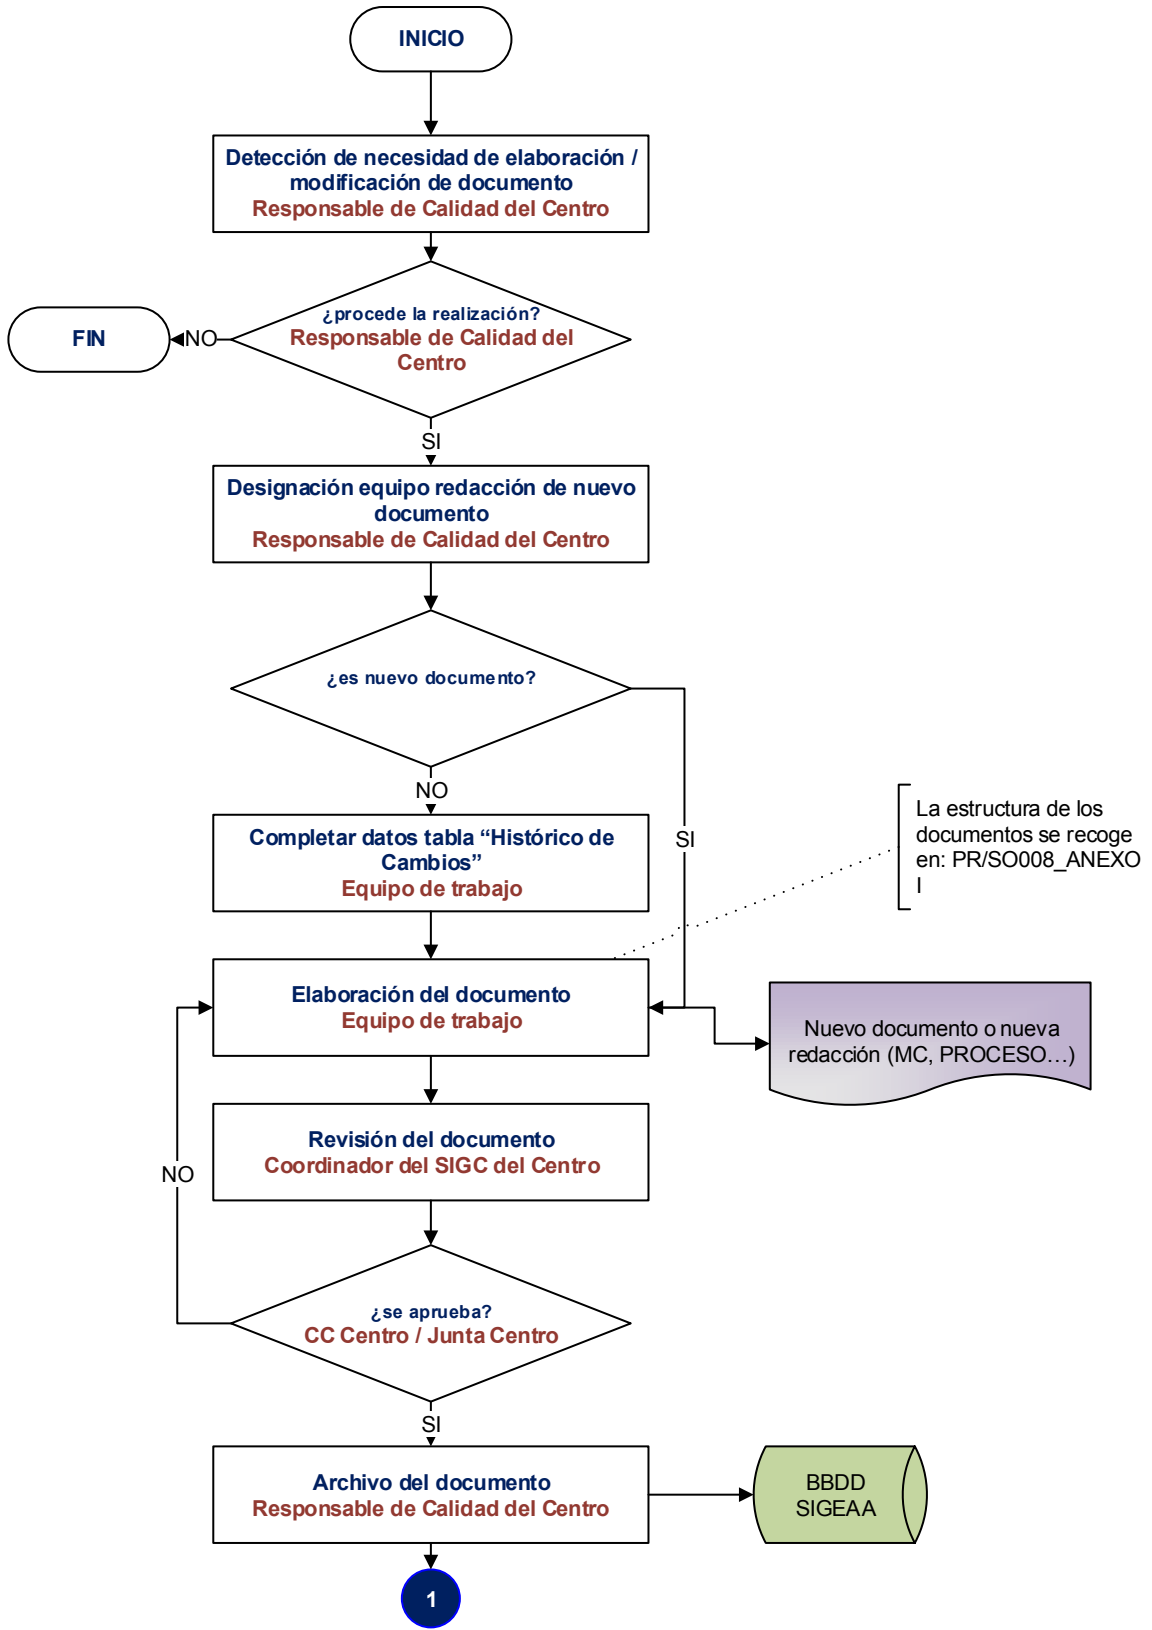 INICIO
Detección de necesidad de elaboración /
modificación de documento
Responsable de Calidad del Centro
¿procede la realización?
Responsable de Calidad del
Centro
NO
FIN
SI
Designación equipo redacción de nuevo
documento
Responsable de Calidad del Centro
¿es nuevo documento?
NO
SI
Completar datos tabla “Histórico de
Cambios”
Equipo de trabajo
La estructura de los
documentos se recoge
en: PR/SO008_ANEXO
I
Elaboración del documento
Equipo de trabajo
Nuevo documento o nueva
redacción (MC, PROCESO…)
Revisión del documento
Coordinador del SIGC del Centro
NO
¿se aprueba?
CC Centro / Junta Centro
SI
Archivo del documento
Responsable de Calidad del Centro
BBDD
SIGEAA
1